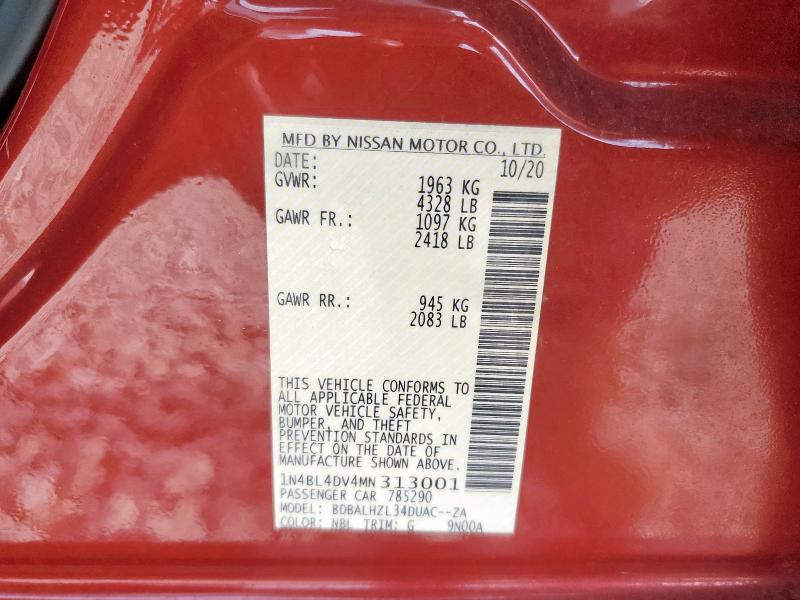 MFD BY NISSAN MOTOR CO., LTD.
DATE: 10/20
GVWR: 1963 KG
4328 LB
GAWR FR.: 1097 KG
2418 LB
GAWR RR.: 945 KG
2083 LB
THIS VEHICLE CONFORMS TO
ALL APPLICABLE FEDERAL
MOTOR VEHICLE SAFETY,
BUMPER, AND THEFT
PREVENTION STANDARDS IN
EFFECT ON THE DATE OF
MANUFACTURE SHOWN ABOVE.
1N4BL4DV4MN 313001
PASSENGER CAR 785290
MODEL: BDBALHZL34DUAC--ZA
COLOR: NBL TRIM: G 9N00A